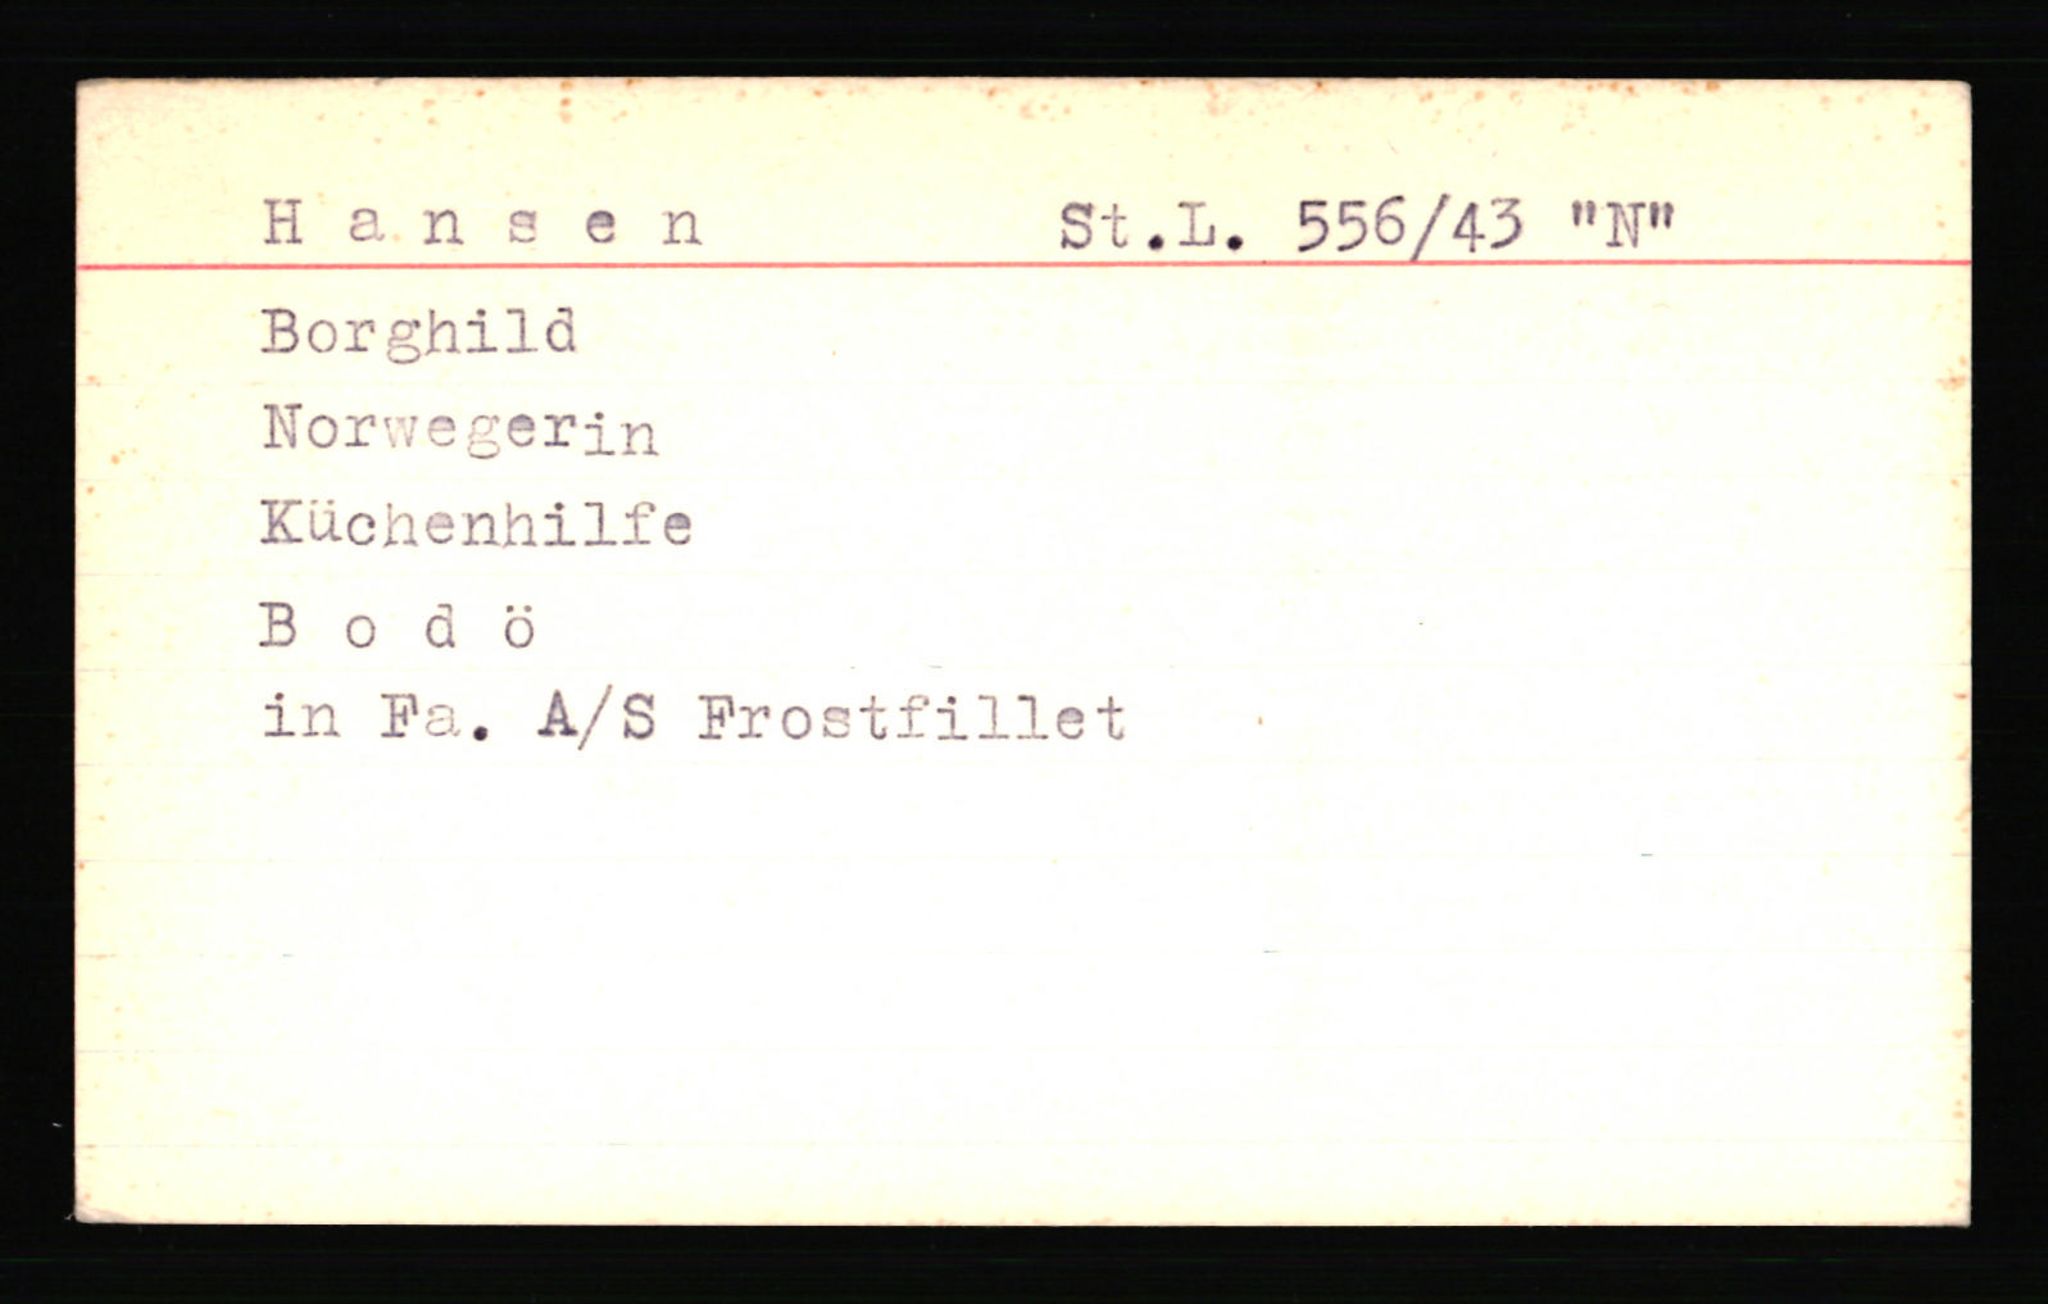 H a n s e n St.L. 556/43 "N"
Borghild
Norwegerin
Küchenhilfe
B o d ö
in Fa. A/S Frostfillet